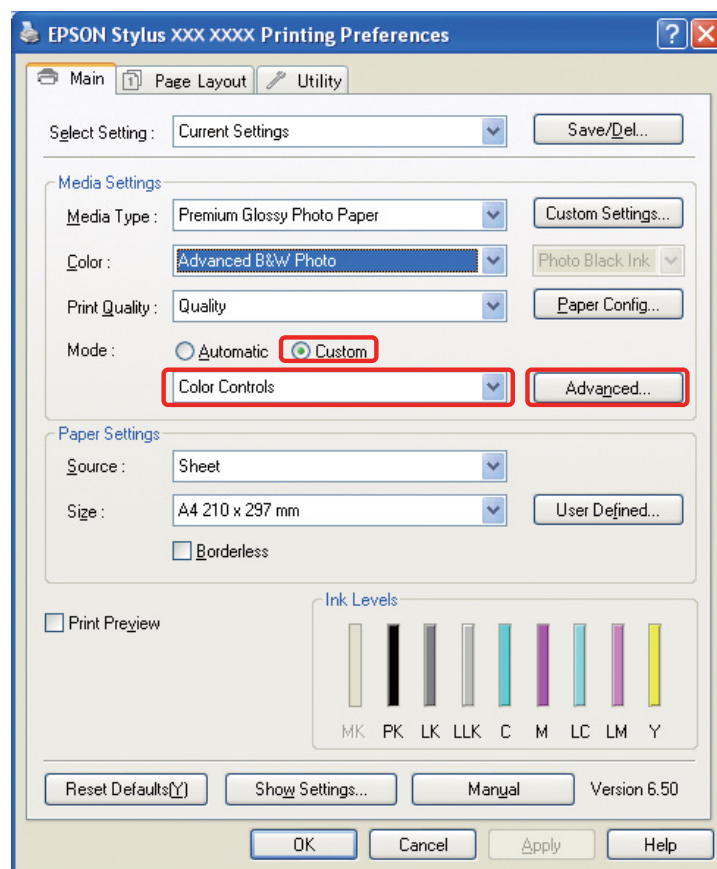 EPSON Stylus XXX XXXX Printing Preferences
Main 1 Page Layout Utility
Select Setting : Current Settings Save/Del...
Media Settings
Media Type : Premium Glossy Photo Paper Custom Settings...
Color : Advanced B&W Photo Photo Black Ink
Print Quality : Quality Paper Config...
Mode : Automatic Custom
Color Controls Advanced...
Paper Settings
Source : Sheet
Size : A4 210 x 297 mm User Defined...
Borderless
Print Preview
Ink Levels
MK PK LK LLK C M LC LM Y
Reset Defaults(Y) Show Settings... Manual Version 6.50
OK Cancel Apply Help